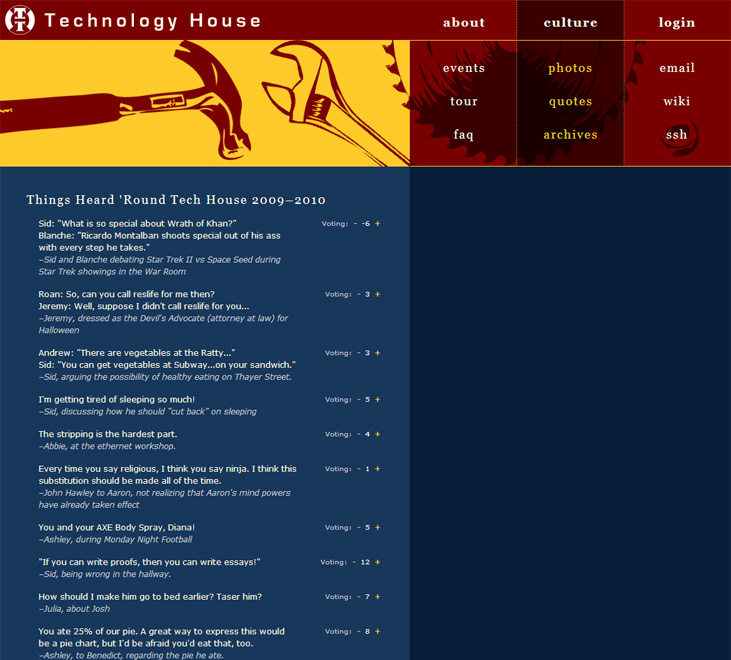 Technology House
about
culture
login
events
photos
email
tour
quotes
wiki
faq
archives
ssh
Things Heard 'Round Tech House 2009–2010
Sid: "What is so special about Wrath of Khan?"
Voting: - -6 +
Blanche: "Ricardo Montalban shoots special out of his ass
with every step he takes."
–Sid and Blanche debating Star Trek II vs Space Seed during
Star Trek showings in the War Room
Roan: So, can you call reslife for me then?
Voting: - 3 +
Jeremy: Well, suppose I didn't call reslife for you...
–Jeremy, dressed as the Devil's Advocate (attorney at law) for
Halloween
Andrew: "There are vegetables at the Ratty..."
Voting: - 3 +
Sid: "You can get vegetables at Subway...on your sandwich."
–Sid, arguing the possibility of healthy eating on Thayer Street.
I'm getting tired of sleeping so much!
Voting: - 5 +
–Sid, discussing how he should "cut back" on sleeping
The stripping is the hardest part.
Voting: - 4 +
–Abbie, at the ethernet workshop.
Every time you say religious, I think you say ninja. I think this
Voting: - 1 +
substitution should be made all of the time.
–John Hawley to Aaron, not realizing that Aaron's mind powers
have already taken effect
You and your AXE Body Spray, Diana!
Voting: - 5 +
–Ashley, during Monday Night Football
"If you can write proofs, then you can write essays!"
Voting: - 12 +
–Sid, being wrong in the hallway.
How should I make him go to bed earlier? Taser him?
Voting: - 7 +
–Julia, about Josh
You ate 25% of our pie. A great way to express this would
Voting: - 8 +
be a pie chart, but I'd be afraid you'd eat that, too.
–Ashley, to Benedict, regarding the pie he ate.